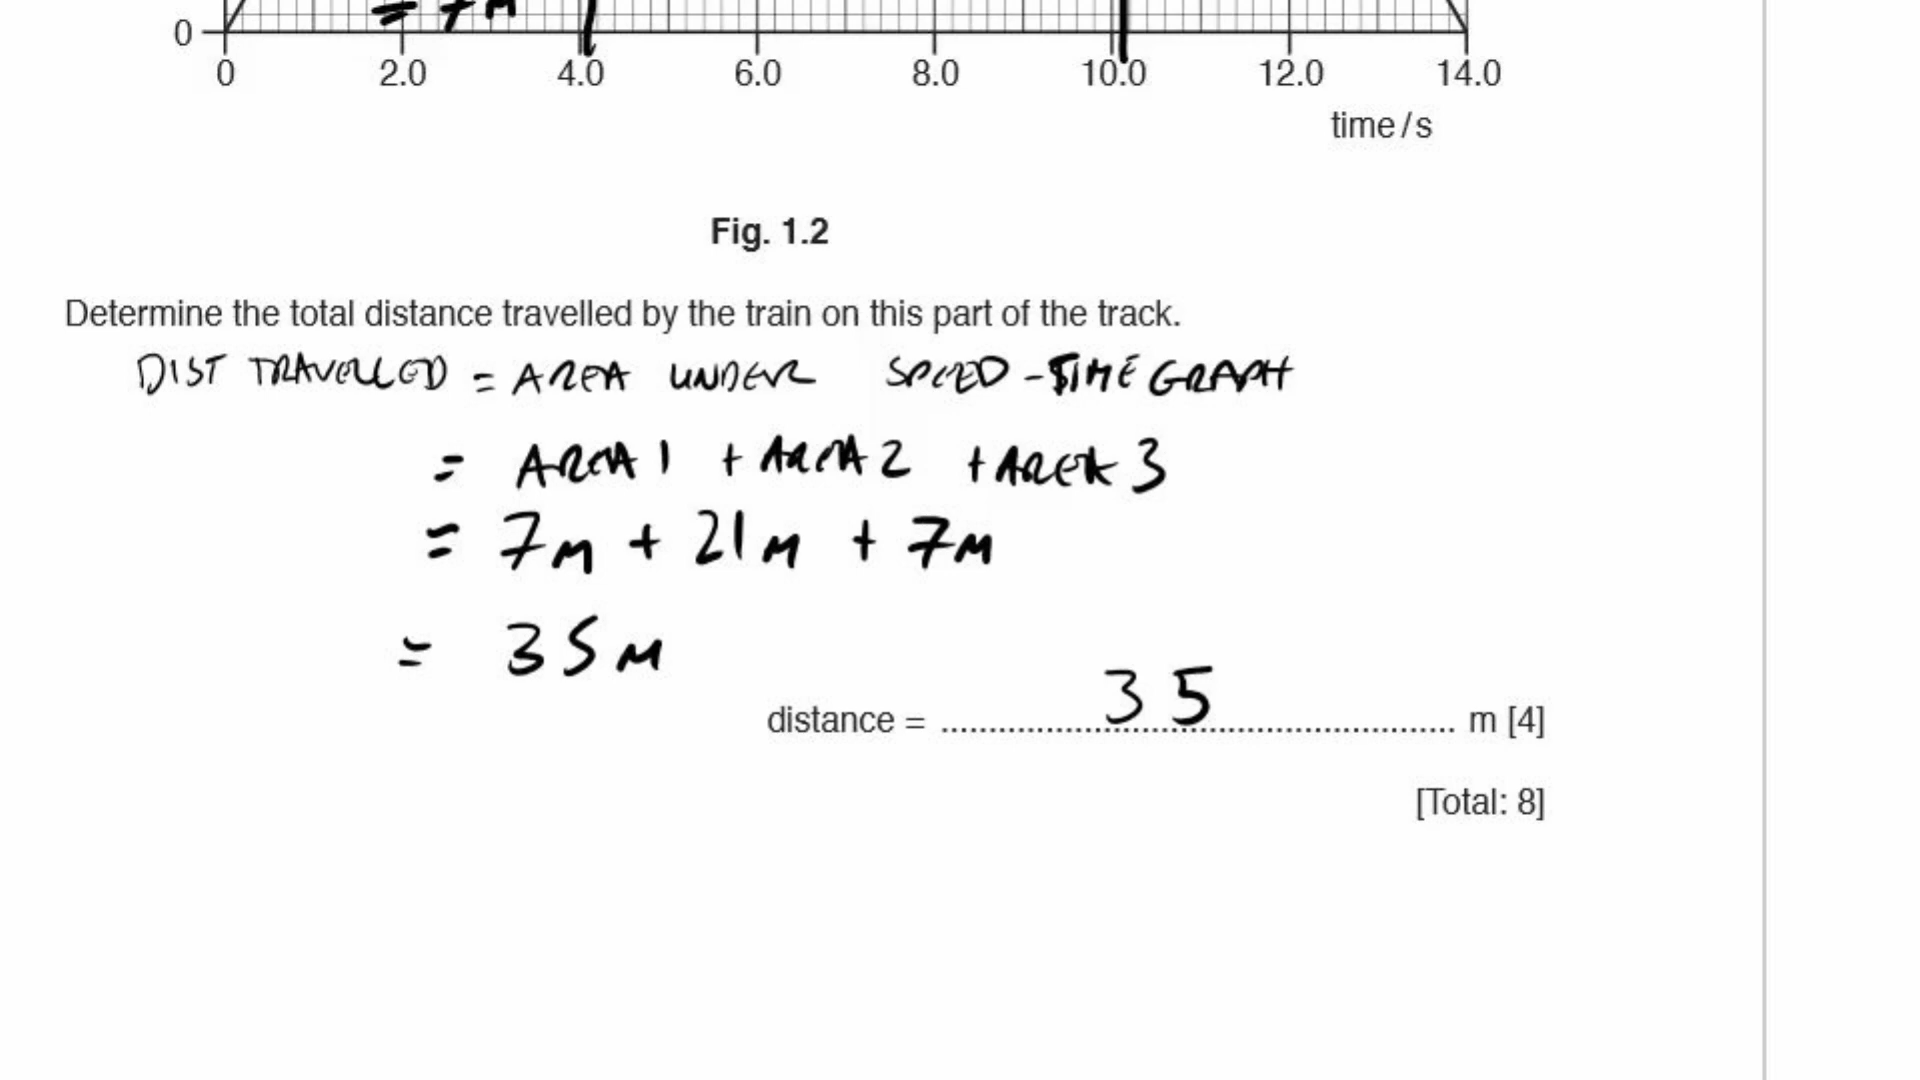 = 7M
0
0 2.0 4.0 6.0 8.0 10.0 12.0 14.0
time / s
Fig. 1.2
Determine the total distance travelled by the train on this part of the track.
DIST TRAVELLED = AREA UNDER SPEED - TIME GRAPH
= AREA 1 + AREA 2 + AREA 3
= 7M + 21M + 7M
= 35M
distance = .......... 35 .......... m [4]
[Total: 8]